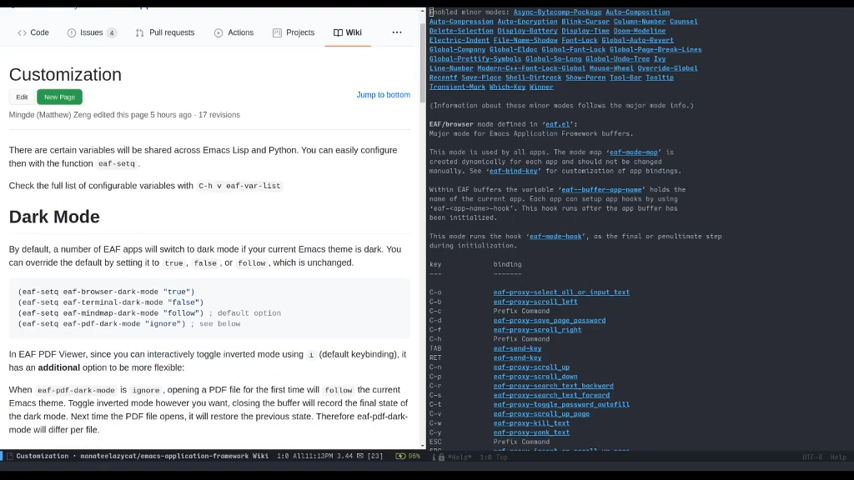 Code
Issues 4
Pull requests
Actions
Projects
Wiki
...
Customization
Edit
New Page
Jump to bottom
Mingde (Matthew) Zeng edited this page 5 hours ago · 17 revisions
There are certain variables will be shared across Emacs Lisp and Python. You can easily configure
then with the function eaf-setq .
Check the full list of configurable variables with C-h v eaf-var-list
Dark Mode
By default, a number of EAF apps will switch to dark mode if your current Emacs theme is dark. You
can override the default by setting it to true, false, or follow, which is unchanged.
(eaf-setq eaf-browser-dark-mode "true")
(eaf-setq eaf-terminal-dark-mode "false")
(eaf-setq eaf-mindmap-dark-mode "follow") ; default option
(eaf-setq eaf-pdf-dark-mode "ignore") ; see below
In EAF PDF Viewer, since you can interactively toggle inverted mode using i (default keybinding), it
has an additional option to be more flexible:
When eaf-pdf-dark-mode is ignore, opening a PDF file for the first time will follow the current
Emacs theme. Toggle inverted mode however you want, closing the buffer will record the final state of
the dark mode. Next time the PDF file opens, it will restore the previous state. Therefore eaf-pdf-dark-
mode will differ per file.
Customization · manateelazycat/emacs-application-framework Wiki 1:0 All 11:13PM 3.44 [23] 96%
Enabled minor modes: Async-Bytecomp-Package Auto-Composition
Auto-Compression Auto-Encryption Blink-Cursor Column-Number Counsel
Delete-Selection Display-Battery Display-Time Doom-Modeline
Electric-Indent File-Name-Shadow Font-Lock Global-Auto-Revert
Global-Company Global-Eldoc Global-Font-Lock Global-Page-Break-Lines
Global-Prettify-Symbols Global-So-Long Global-Undo-Tree Ivy
Line-Number Modern-C++-Font-Lock-Global Mouse-Wheel Override-Global
Recentf Save-Place Shell-Dirtrack Show-Paren Tool-Bar Tooltip
Transient-Mark Which-Key Winner
(Information about these minor modes follows the major mode info.)
EAF/browser mode defined in ‘eaf.el’:
Major mode for Emacs Application Framework buffers.
This mode is used by all apps. The mode map ‘eaf-mode-map’ is
created dynamically for each app and should not be changed
manually. See ‘eaf-bind-key’ for customization of app bindings.
Within EAF buffers the variable ‘eaf--buffer-app-name’ holds the
name of the current app. Each app can setup app hooks by using
‘eaf-<app-name>-hook’. This hook runs after the app buffer has
been initialized.
This mode runs the hook ‘eaf-mode-hook’, as the final or penultimate step
during initialization.
key binding
--- -------
C-a eaf-proxy-select_all_or_input_text
C-b eaf-proxy-scroll_left
C-c Prefix Command
C-d eaf-proxy-save_page_password
C-f eaf-proxy-scroll_right
C-h Prefix Command
TAB eaf-send-key
RET eaf-send-key
C-n eaf-proxy-scroll_up
C-p eaf-proxy-scroll_down
C-r eaf-proxy-search_text_backward
C-s eaf-proxy-search_text_forward
C-t eaf-proxy-toggle_password_autofill
C-v eaf-proxy-scroll_up_page
C-w eaf-proxy-kill_text
C-y eaf-proxy-yank_text
ESC Prefix Command
*Help* 1:0 Top UTF-8 Help